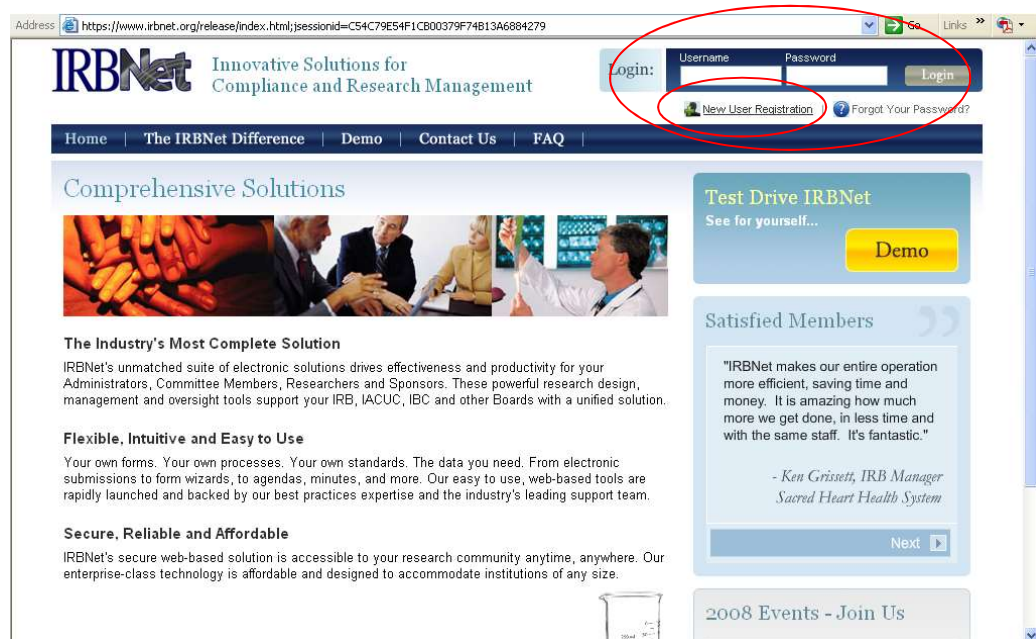 Address https://www.irbnet.org/release/index.html;jsessionid=C54C79E54F1CB00379F74B13A6884279 Go Links »
IRBNet
Innovative Solutions for
Compliance and Research Management
Login:
Username Password
Login
New User Registration | Forgot Your Password?
Home | The IRBNet Difference | Demo | Contact Us | FAQ |
Comprehensive Solutions
The Industry's Most Complete Solution
IRBNet's unmatched suite of electronic solutions drives effectiveness and productivity for your
Administrators, Committee Members, Researchers and Sponsors. These powerful research design,
management and oversight tools support your IRB, IACUC, IBC and other Boards with a unified solution.
Flexible, Intuitive and Easy to Use
Your own forms. Your own processes. Your own standards. The data you need. From electronic
submissions to form wizards, to agendas, minutes, and more. Our easy to use, web-based tools are
rapidly launched and backed by our best practices expertise and the industry's leading support team.
Secure, Reliable and Affordable
IRBNet's secure web-based solution is accessible to your research community anytime, anywhere. Our
enterprise-class technology is affordable and designed to accommodate institutions of any size.
Test Drive IRBNet
See for yourself...
Demo
Satisfied Members
"IRBNet makes our entire operation
more efficient, saving time and
money. It is amazing how much
more we get done, in less time and
with the same staff. It's fantastic."
- Ken Grissett, IRB Manager
Sacred Heart Health System
Next
2008 Events - Join Us